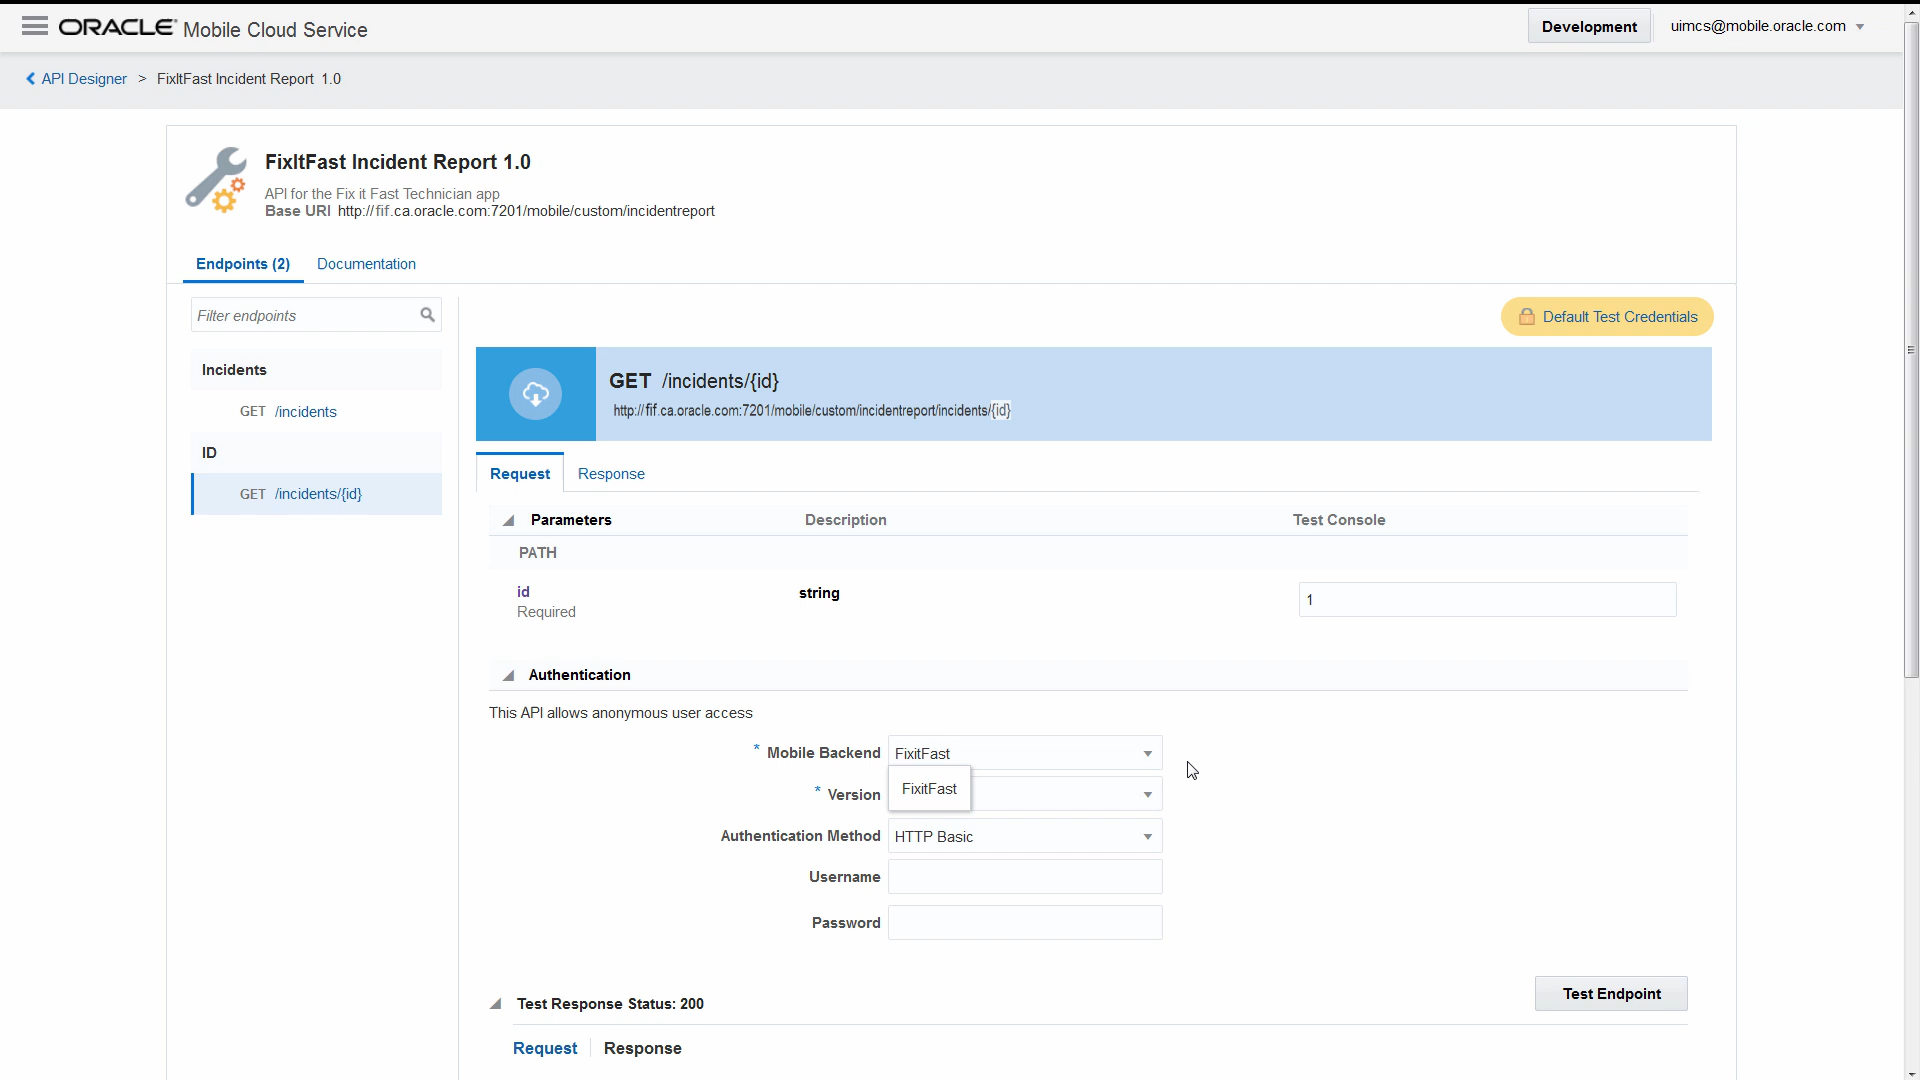 ORACLE Mobile Cloud Service
Development
uimcs@mobile.oracle.com
API Designer > FixItFast Incident Report 1.0
FixItFast Incident Report 1.0
API for the Fix it Fast Technician app
Base URI http://fif.ca.oracle.com:7201/mobile/custom/incidentreport
Endpoints (2) Documentation
Filter endpoints
Default Test Credentials
Incidents
GET /incidents
ID
GET /incidents/{id}
GET /incidents/{id}
http://fif.ca.oracle.com:7201/mobile/custom/incidentreport/incidents/{id}
Request Response
Parameters Description Test Console
PATH
id string 1
Required
Authentication
This API allows anonymous user access
* Mobile Backend FixitFast
FixitFast
* Version
Authentication Method HTTP Basic
Username
Password
Test Endpoint
Test Response Status: 200
Request Response